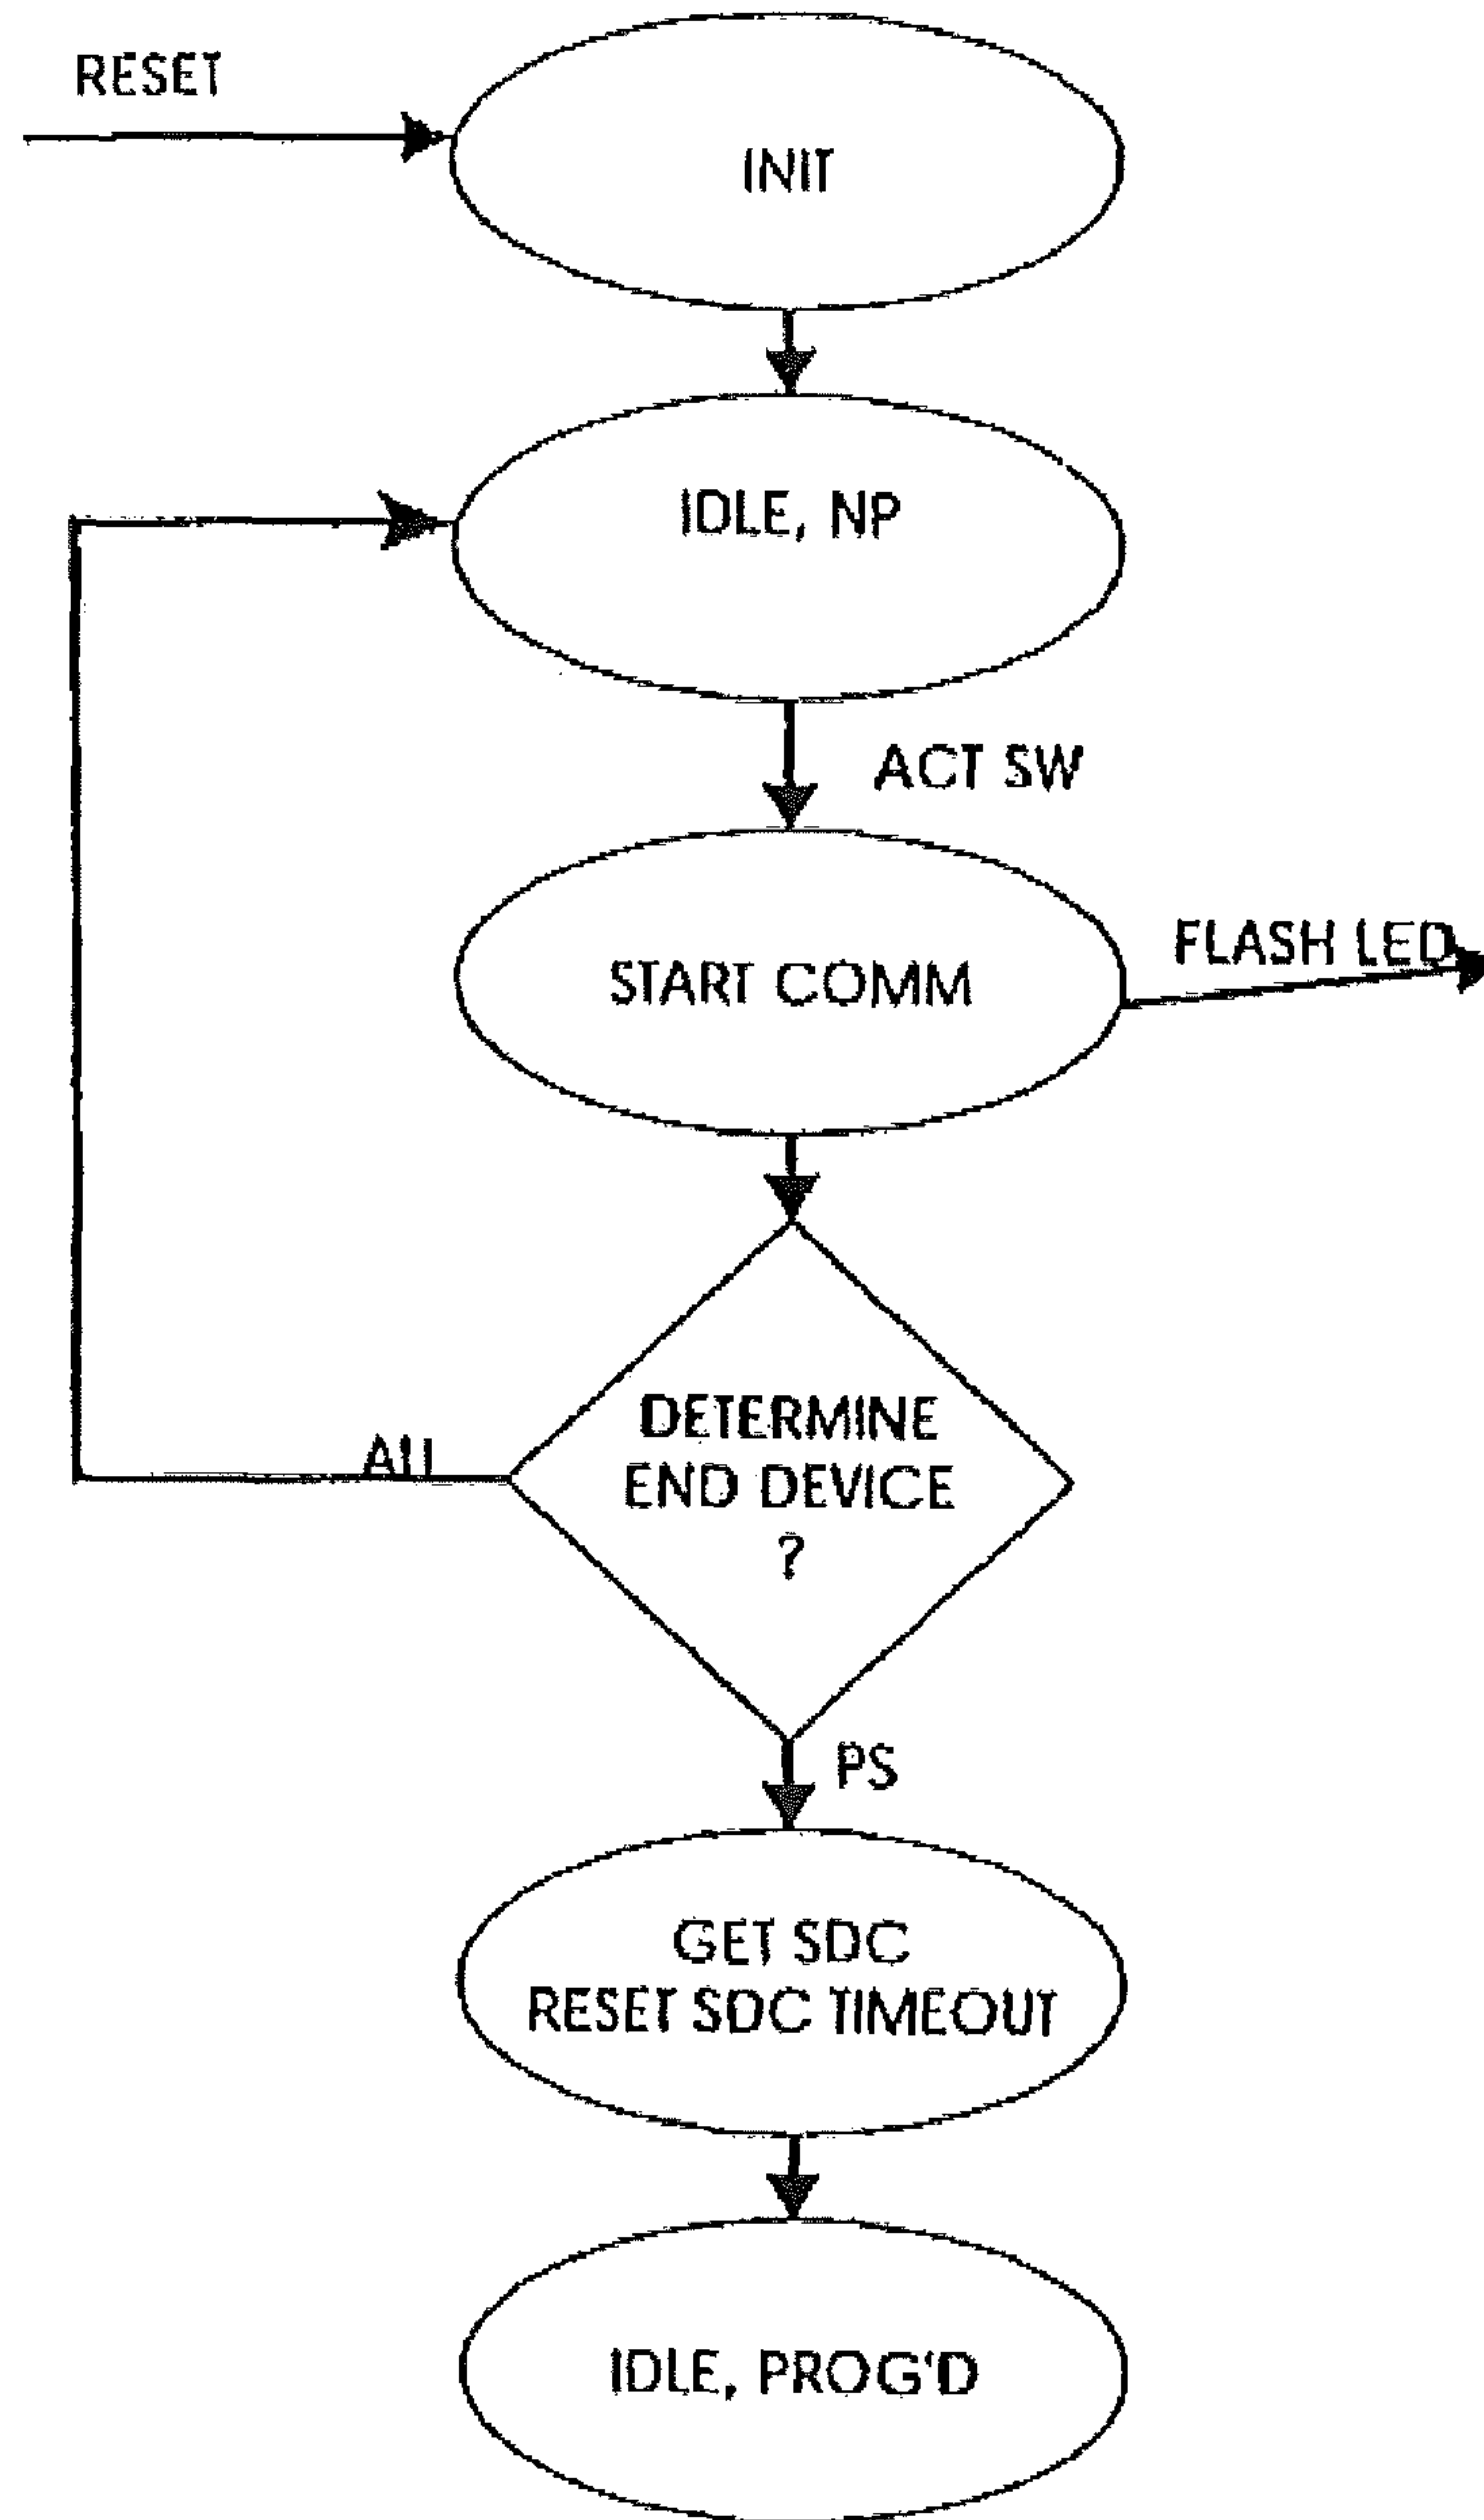 RESET
INIT
IDLE, NP
ACT SW
START COMM
FLASH LED
DETERMINE
END DEVICE
?
PS
GET SDC
RESET SDC TIMEOUT
IDLE, PROG'D